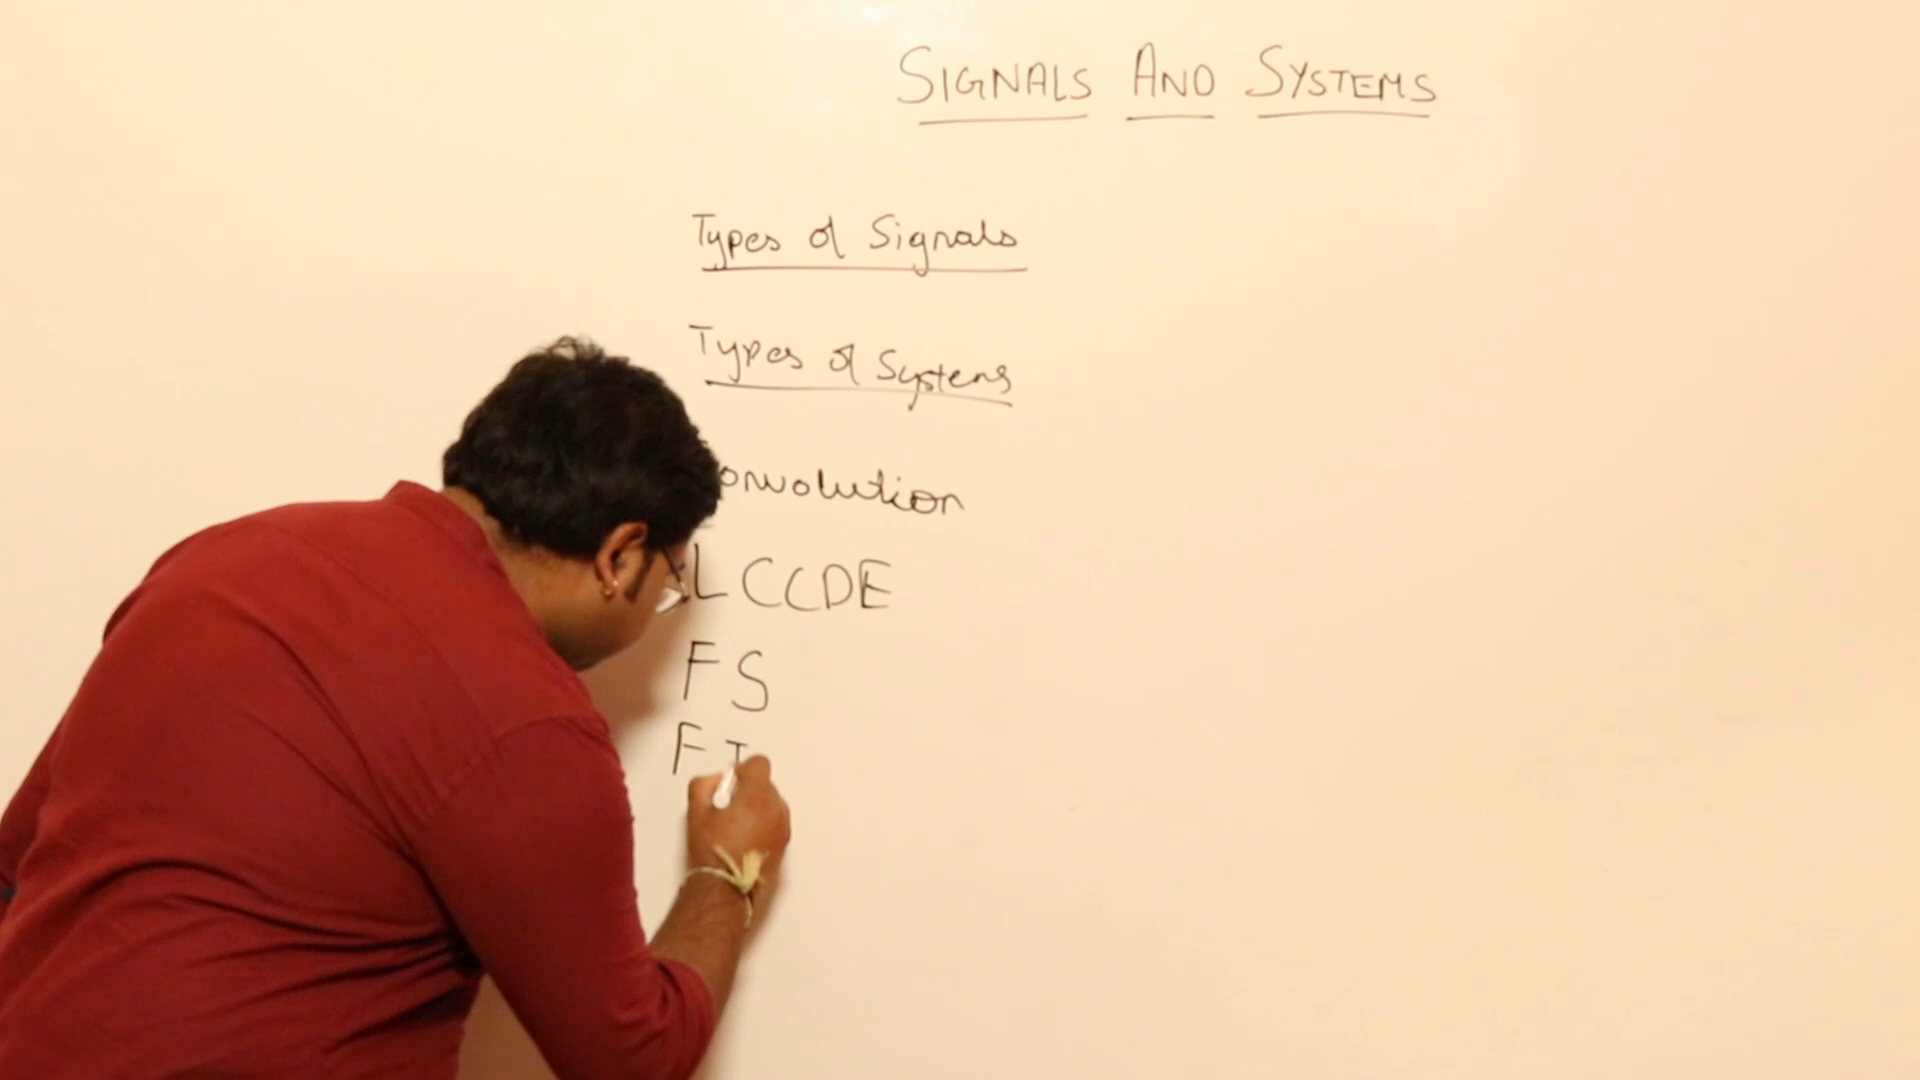 SIGNALS AND SYSTEMS
Types of Signals
Types of Systems
onvolution
LCCDE
FS
FT